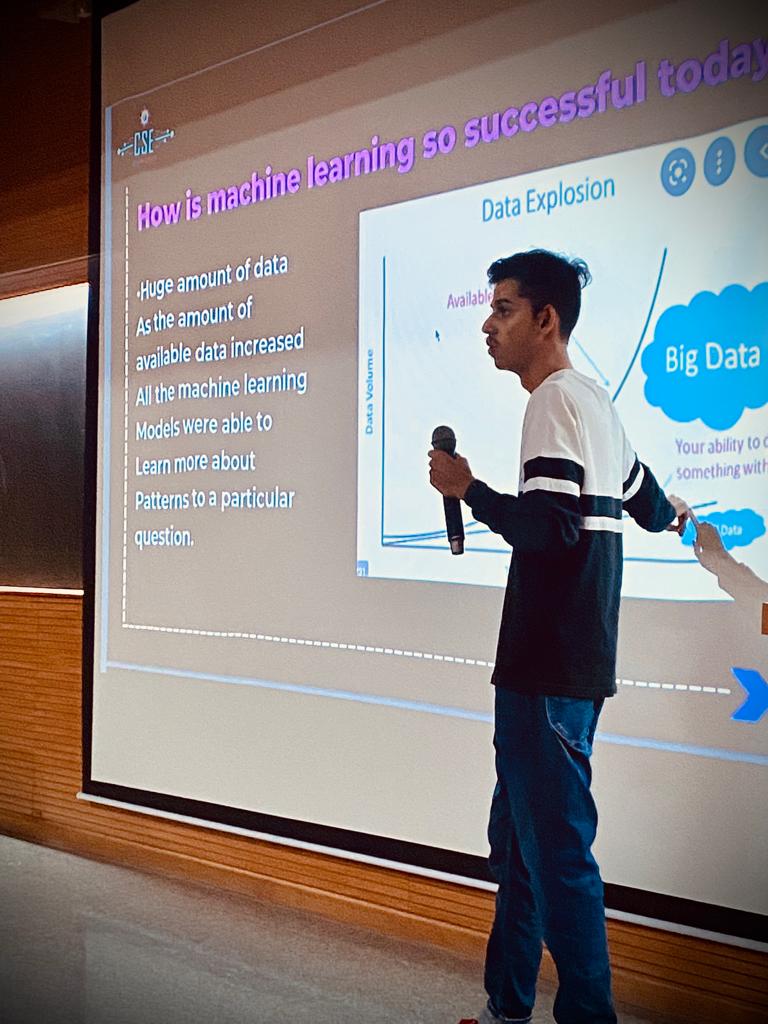 CSE
How is machine learning so successful today
.Huge amount of data
As the amount of
available data increased
All the machine learning
Models were able to
Learn more about
Patterns to a particular
question.
Data Explosion
Available
Data Volume
Big Data
Your ability to
something with
Data